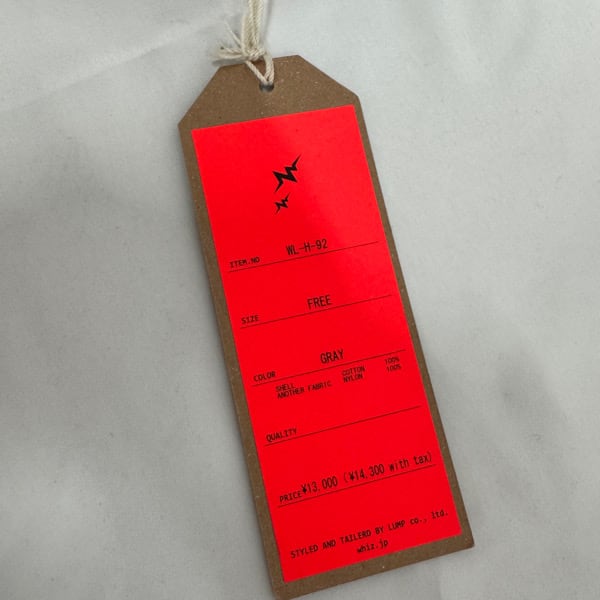 ITEM NO WL-H-92
SIZE FREE
COLOR GRAY
SHELL COTTON 100%
ANOTHER FABRIC NYLON 100%
QUALITY
PRICE ¥13,000 (¥14,300 with tax)
STYLED AND TAILERD BY LUMP co., ltd.
whiz.jp